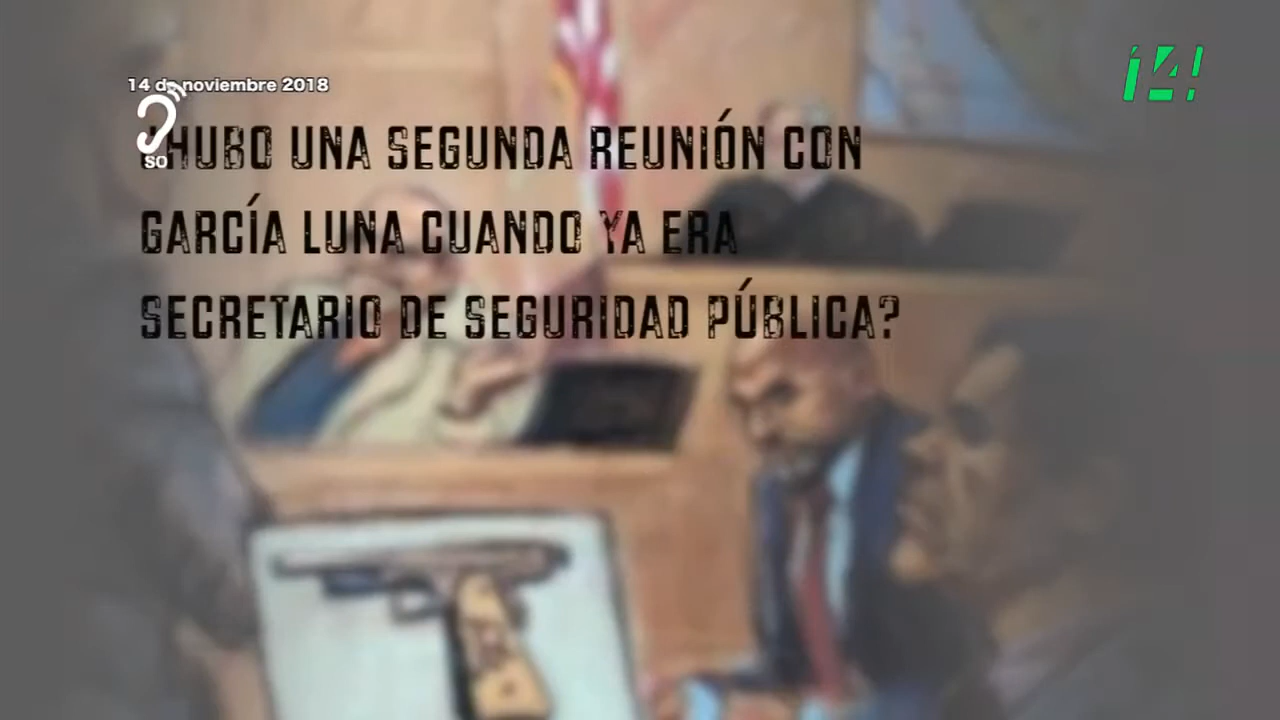 14 de noviembre 2018
¿HUBO UNA SEGUNDA REUNIÓN CON
GARCÍA LUNA CUANDO YA ERA
SECRETARIO DE SEGURIDAD PÚBLICA?
SO
¡4!